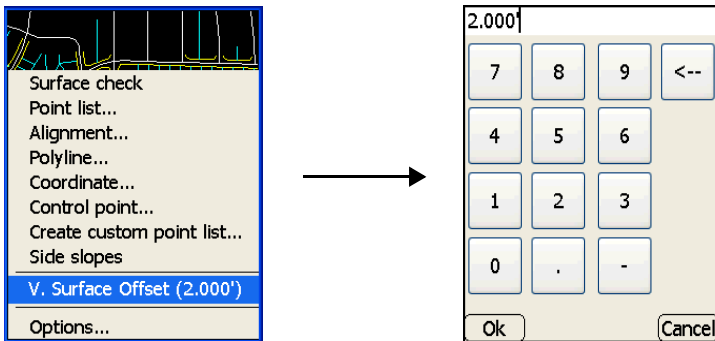 Surface check
Point list...
Alignment...
Polyline...
Coordinate...
Control point...
Create custom point list...
Side slopes
V. Surface Offset (2.000')
Options...
2.000'
7 8 9 <--
4 5 6
1 2 3
0 . -
Ok Cancel